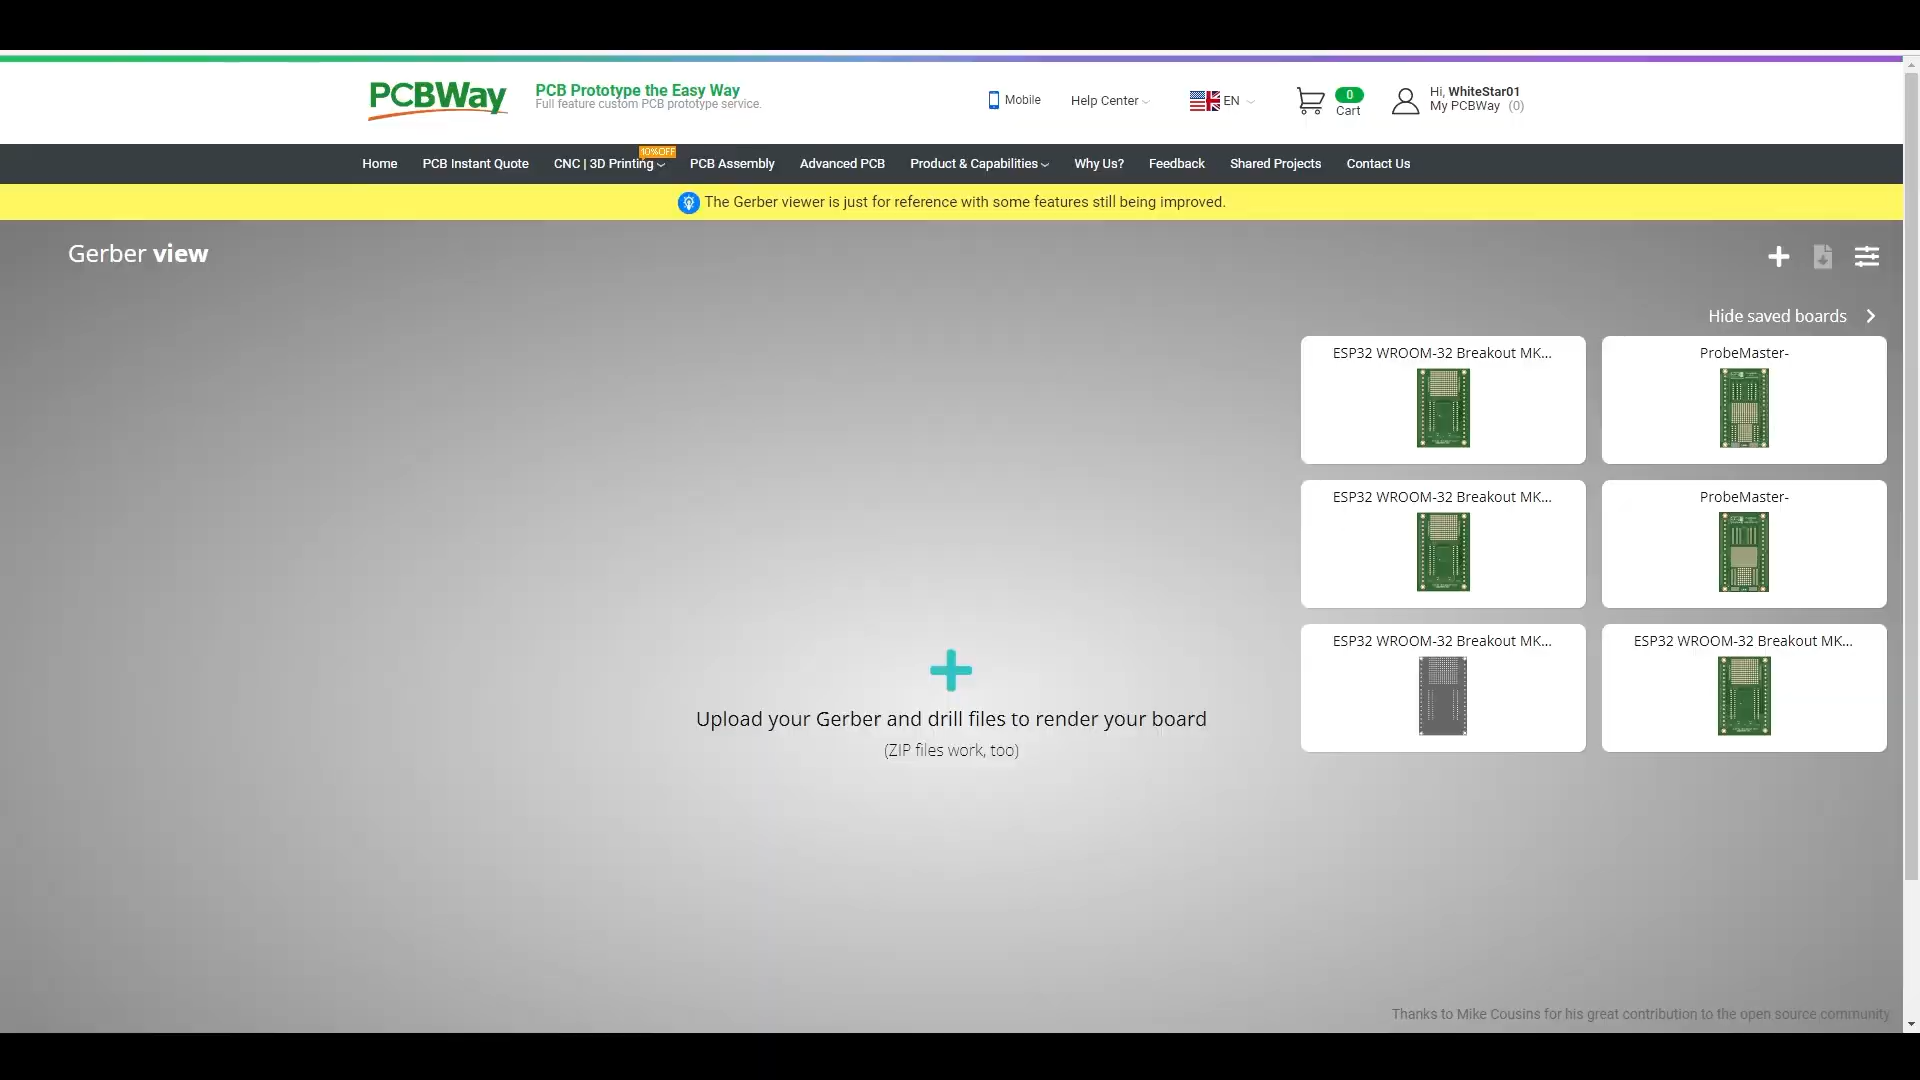 PCBWay
PCB Prototype the Easy Way
Full feature custom PCB prototype service.
Mobile
Help Center
EN
0
Cart
Hi, WhiteStar01
My PCBWay (0)
10%OFF
Home PCB Instant Quote CNC | 3D Printing PCB Assembly Advanced PCB Product & Capabilities Why Us? Feedback Shared Projects Contact Us
The Gerber viewer is just for reference with some features still being improved.
Gerber view
Hide saved boards
ESP32 WROOM-32 Breakout MK...
ProbeMaster-
ESP32 WROOM-32 Breakout MK...
ProbeMaster-
ESP32 WROOM-32 Breakout MK...
ESP32 WROOM-32 Breakout MK...
Upload your Gerber and drill files to render your board
(ZIP files work, too)
Thanks to Mike Cousins for his great contribution to the open source community